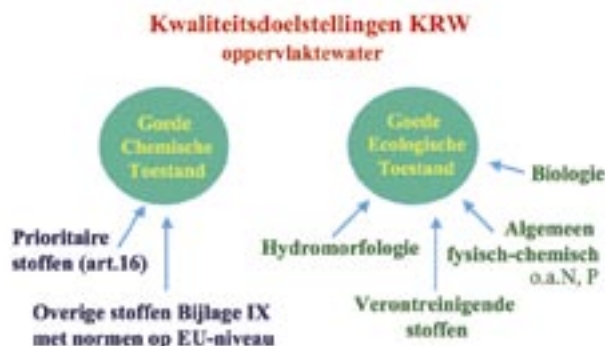 Kwaliteitsdoelstellingen KRW
oppervlaktewater
Goede
Chemische
Toestand
Goede
Ecologische
Toestand
Biologie
Prioritaire
stoffen (art.16)
Hydromorfologie
Algemeen
fysisch-chemisch
o.a.N, P
Overige stoffen Bijlage IX
met normen op EU-niveau
Verontreinigende
stoffen